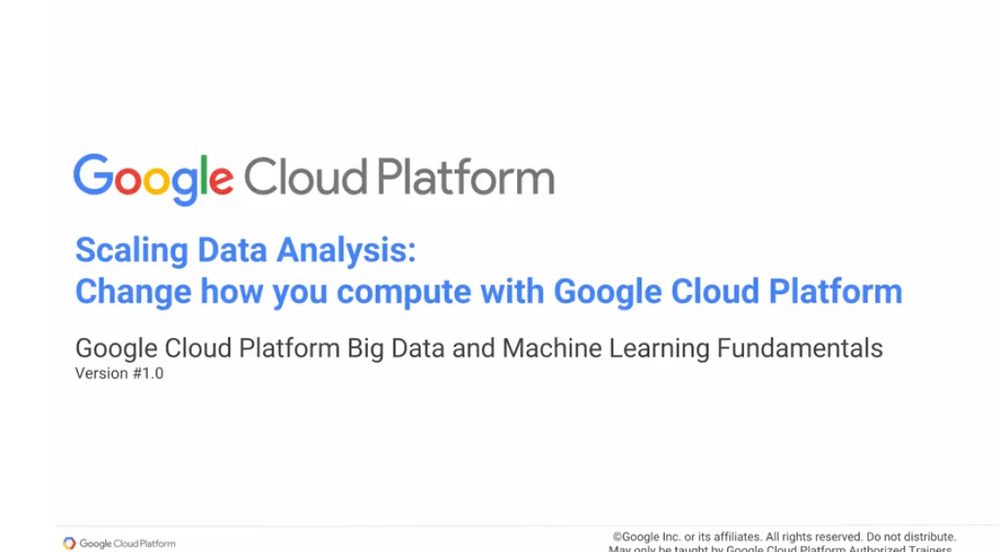 Google Cloud Platform
Scaling Data Analysis:
Change how you compute with Google Cloud Platform
Google Cloud Platform Big Data and Machine Learning Fundamentals
Version #1.0
Google Cloud Platform
©Google Inc. or its affiliates. All rights reserved. Do not distribute.
May only be taught by Google Cloud Platform Authorized Trainers.